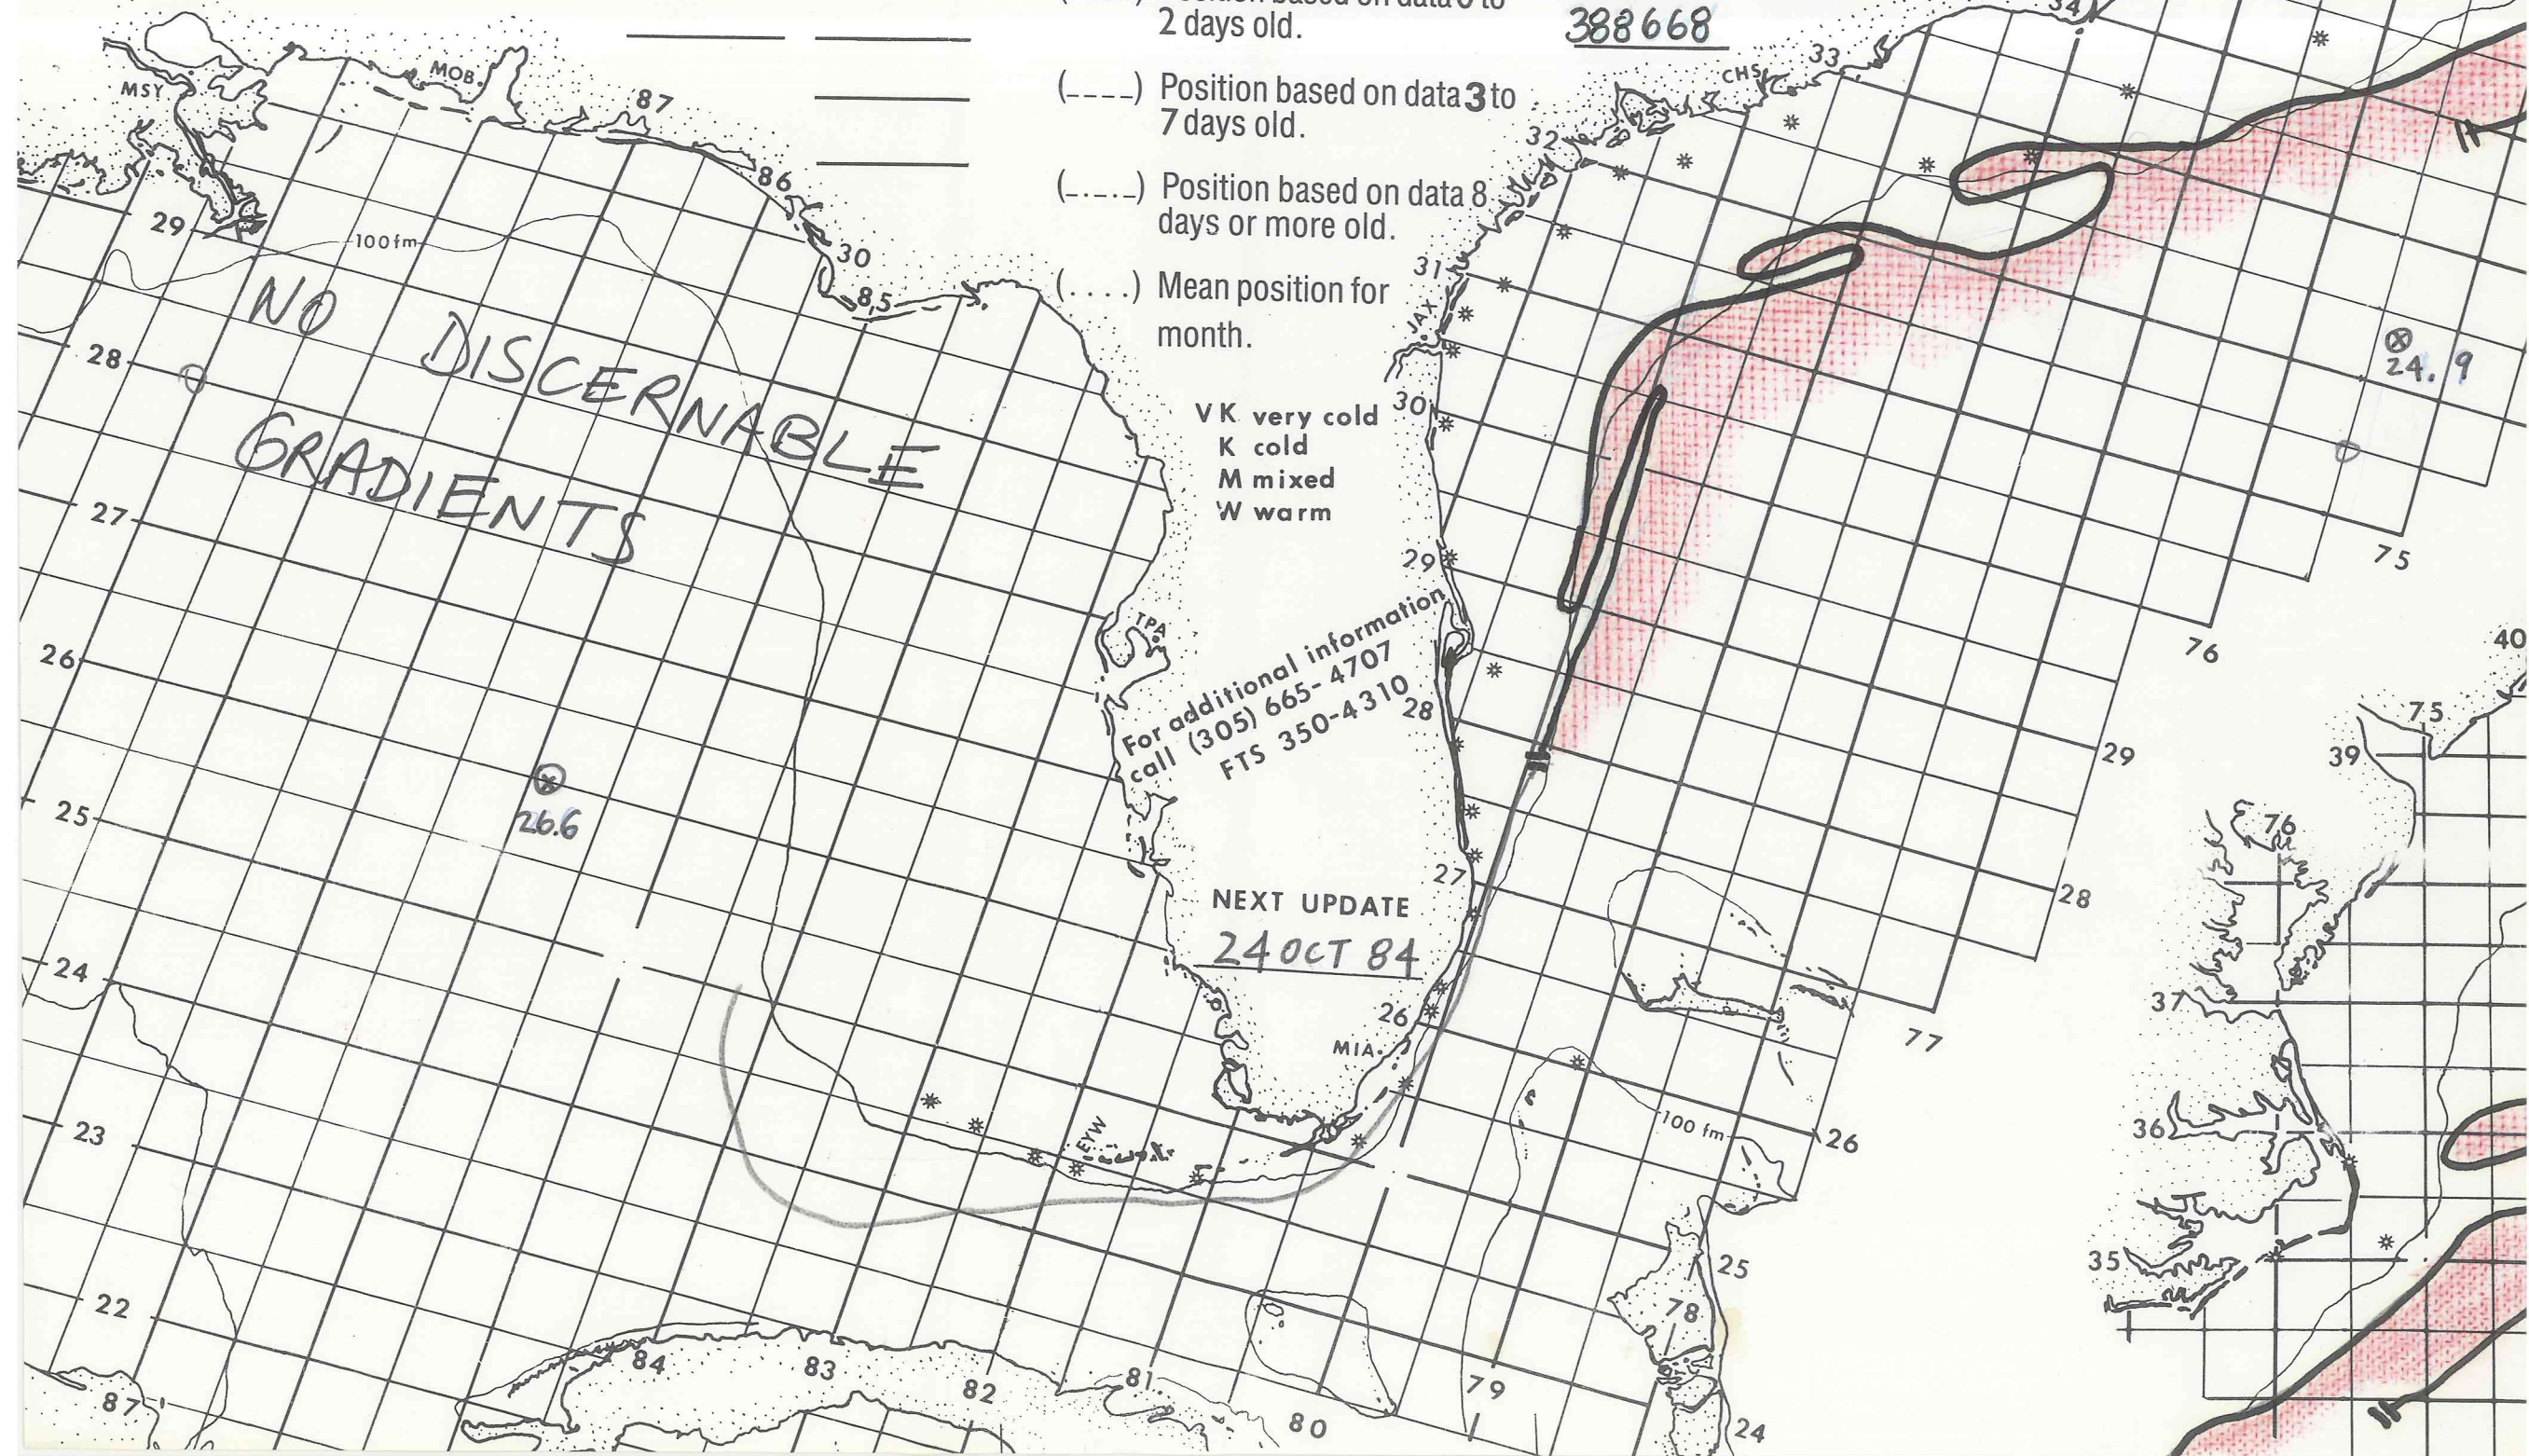 2 days old.
388668
(----) Position based on data 3 to
7 days old.
(-.-.-) Position based on data 8
days or more old.
(....) Mean position for
month.
VK very cold
K cold
M mixed
W warm
For additional information
call (305) 665-4707
FTS 350-4310
NEXT UPDATE
24 OCT 84
NO DISCERNABLE
GRADIENTS
MSY
MOB
87
86
30
85
29
100 fm
28
27
26
25
24
23
22
87
84
83
82
81
80
79
78
TPA
EYW
MIA
26.6
34
33
CHS
32
31
JAX
30
29
28
27
26
24.9
75
76
29
28
77
26
100 fm
25
24
40
75
39
76
37
36
35